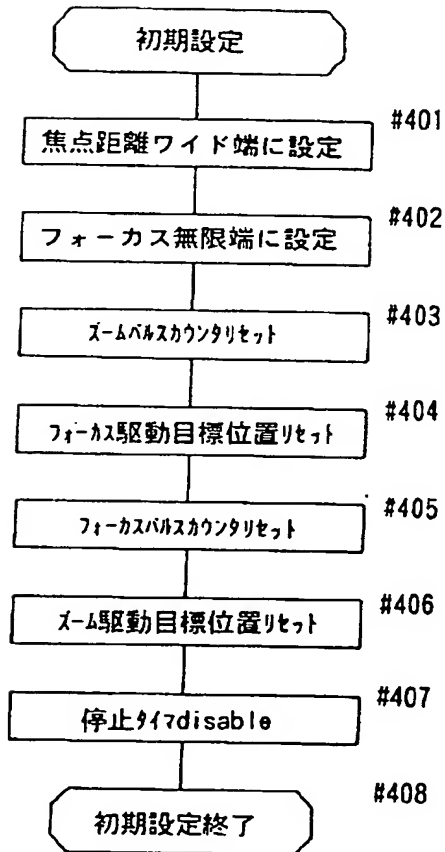 初期設定
#401
焦点距離ワイド端に設定
#402
フォーカス無限端に設定
#403
ズームパルスカウンタリセット
#404
フォーカス駆動目標位置リセット
#405
フォーカスパルスカウンタリセット
#406
ズーム駆動目標位置リセット
#407
停止タイマdisable
#408
初期設定終了